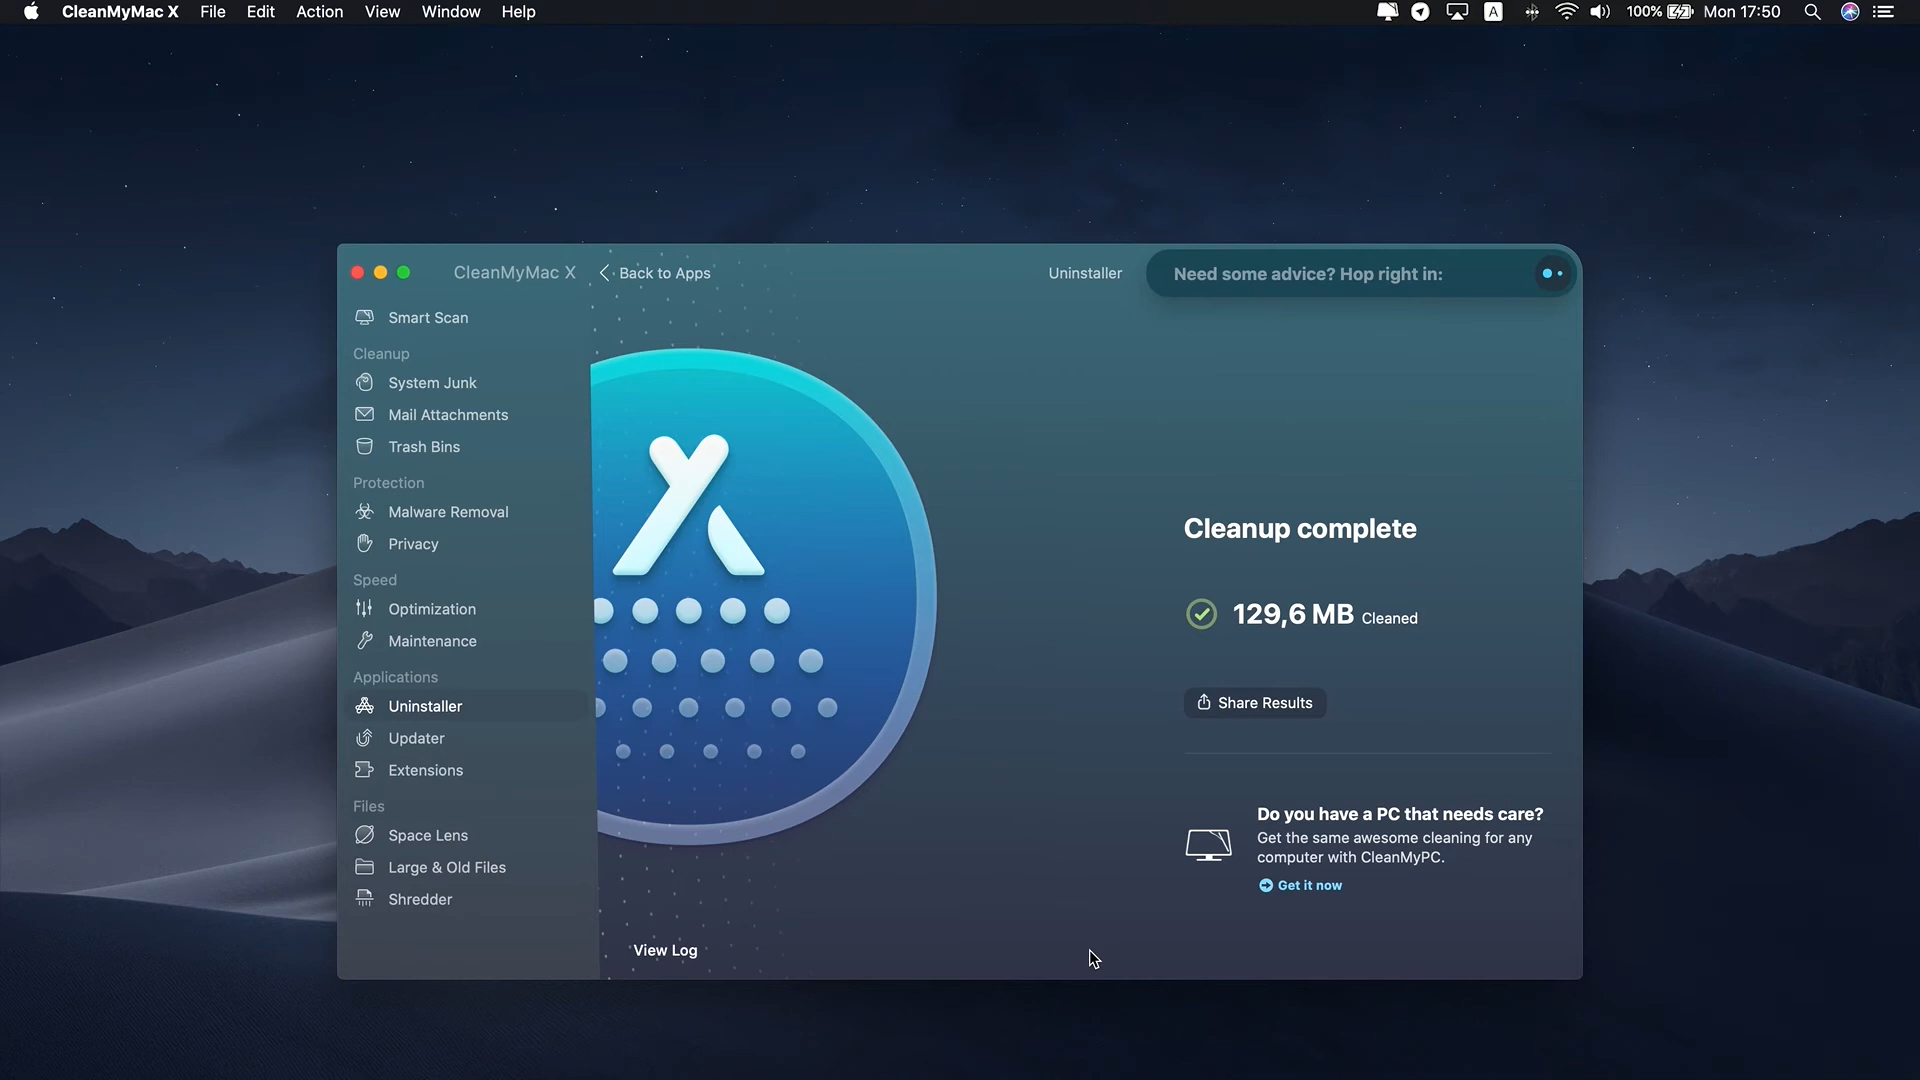 CleanMyMac X File Edit Action View Window Help
A 100% Mon 17:50
CleanMyMac X
Back to Apps
Uninstaller
Need some advice? Hop right in:
Smart Scan
Cleanup
System Junk
Mail Attachments
Trash Bins
Protection
Malware Removal
Privacy
Speed
Optimization
Maintenance
Applications
Uninstaller
Updater
Extensions
Files
Space Lens
Large & Old Files
Shredder
Cleanup complete
129,6 MB Cleaned
Share Results
Do you have a PC that needs care?
Get the same awesome cleaning for any
computer with CleanMyPC.
Get it now
View Log